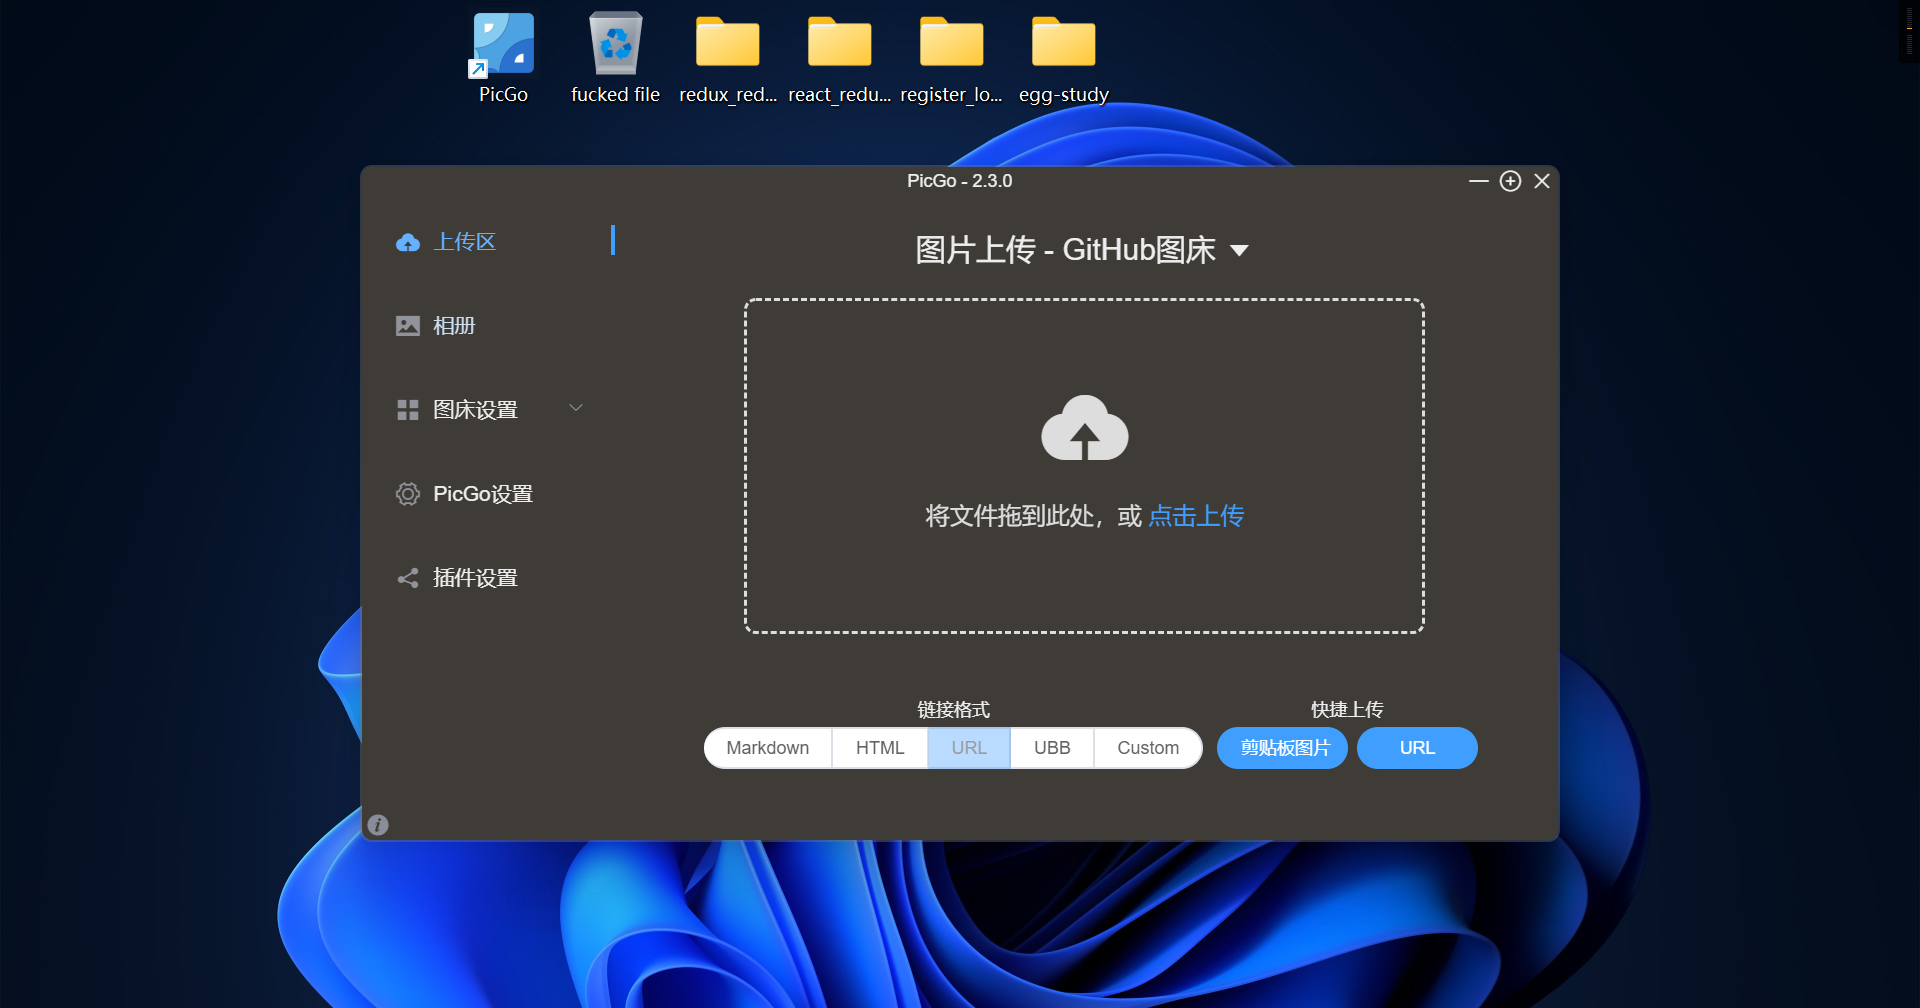 PicGo
fucked file
redux_red...
react_redu...
register_lo...
egg-study
PicGo - 2.3.0
上传区
相册
图床设置
PicGo设置
插件设置
图片上传 - GitHub图床
将文件拖到此处，或 点击上传
链接格式
快捷上传
Markdown HTML URL UBB Custom
剪贴板图片 URL